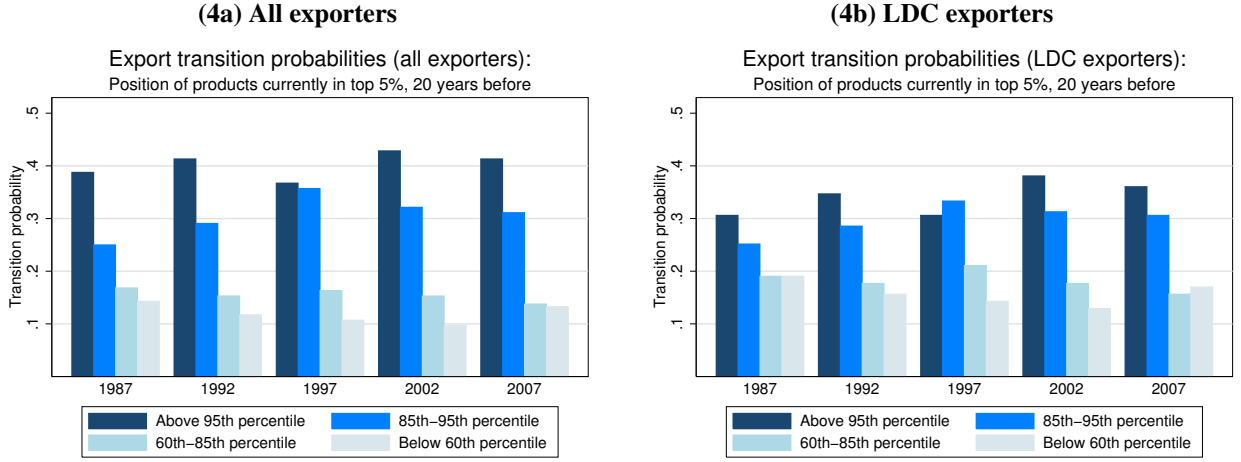 (4a) All exporters
Export transition probabilities (all exporters):
Position of products currently in top 5%, 20 years before
Transition probability
.5
.4
.3
.2
.1
1987 1992 1997 2002 2007
Above 95th percentile 85th−95th percentile
60th−85th percentile Below 60th percentile
(4b) LDC exporters
Export transition probabilities (LDC exporters):
Position of products currently in top 5%, 20 years before
Transition probability
.5
.4
.3
.2
.1
1987 1992 1997 2002 2007
Above 95th percentile 85th−95th percentile
60th−85th percentile Below 60th percentile